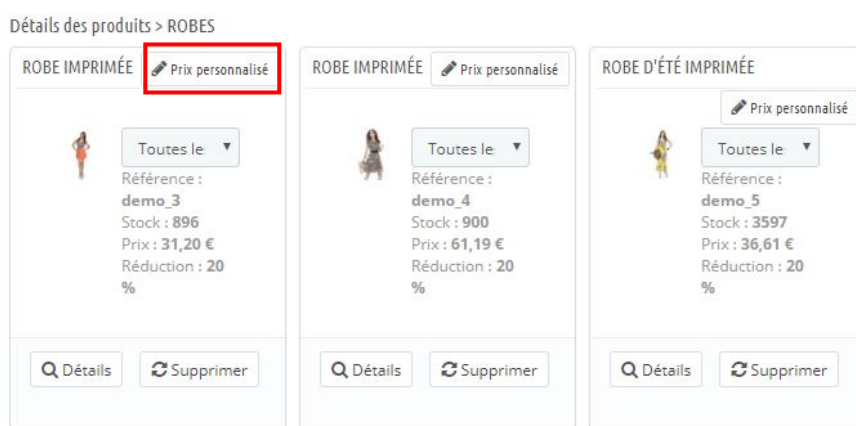 Détails des produits > ROBES
ROBE IMPRIMÉE
Prix personnalisé
Toutes le
Référence :
demo_3
Stock : 896
Prix : 31,20 €
Réduction : 20
%
Détails
Supprimer
ROBE IMPRIMÉE
Prix personnalisé
Toutes le
Référence :
demo_4
Stock : 900
Prix : 61,19 €
Réduction : 20
%
Détails
Supprimer
ROBE D'ÉTÉ IMPRIMÉE
Prix personnalisé
Toutes le
Référence :
demo_5
Stock : 3597
Prix : 36,61 €
Réduction : 20
%
Détails
Supprimer